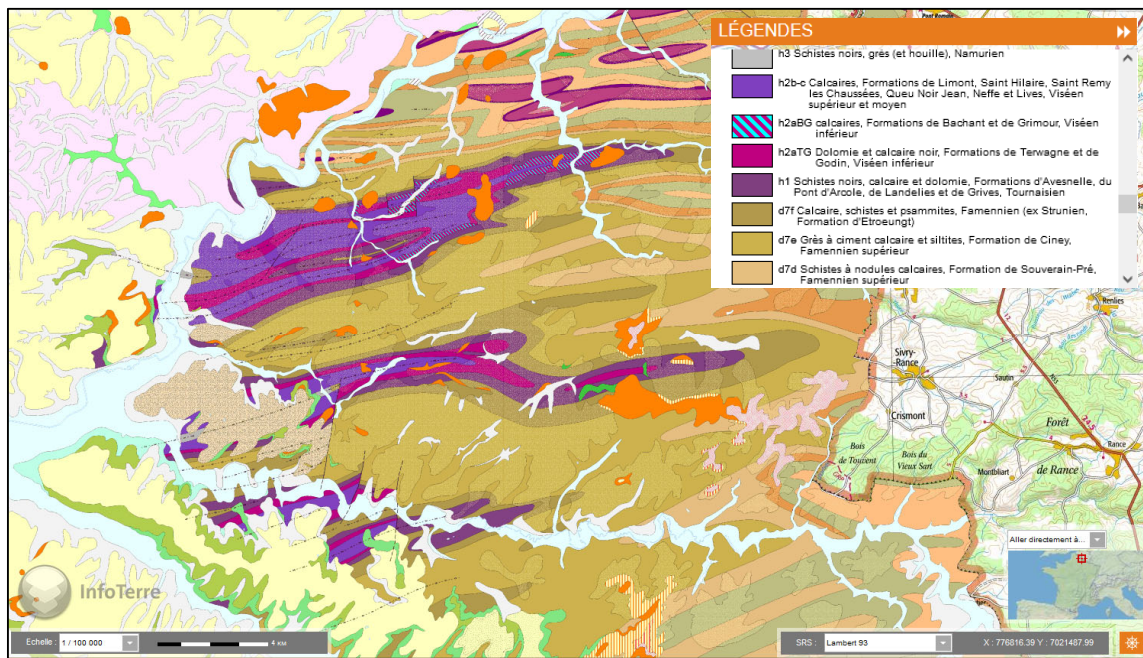 LÉGENDES
h3 Schistes noirs, grès (et houille), Namurien
h2b-c Calcaires, Formations de Limont, Saint Hilaire, Saint Remy
les Chaussées, Queu Noir Jean, Neffe et Lives, Viséen
supérieur et moyen
h2aBG calcaires, Formations de Bachant et de Grimour, Viséen
inférieur
h2aTG Dolomie et calcaire noir, Formations de Terwagne et de
Godin, Viséen inférieur
h1 Schistes noirs, calcaire et dolomie, Formations d'Avesnelle, du
Pont d'Arcole, de Landelies et de Grives, Tournaisien
d7f Calcaire, schistes et psammites, Famennien (ex Strunien,
Formation d'Etroeungt)
d7e Grès à ciment calcaire et siltites, Formation de Ciney,
Famennien supérieur
d7d Schistes à nodules calcaires, Formation de Souverain-Pré,
Famennien supérieur
Renlies
Sivry-
Rance
Sautin
N53
Crismont
Forêt
24.5
Rance
de Rance
Bois
de Touvent
Bois du
Vieux Sart
Montbliart
Aller directement à...
InfoTerre
Echelle : 1 / 100 000
4 KM
SRS : Lambert 93
X : 776816.39 Y : 7021487.99